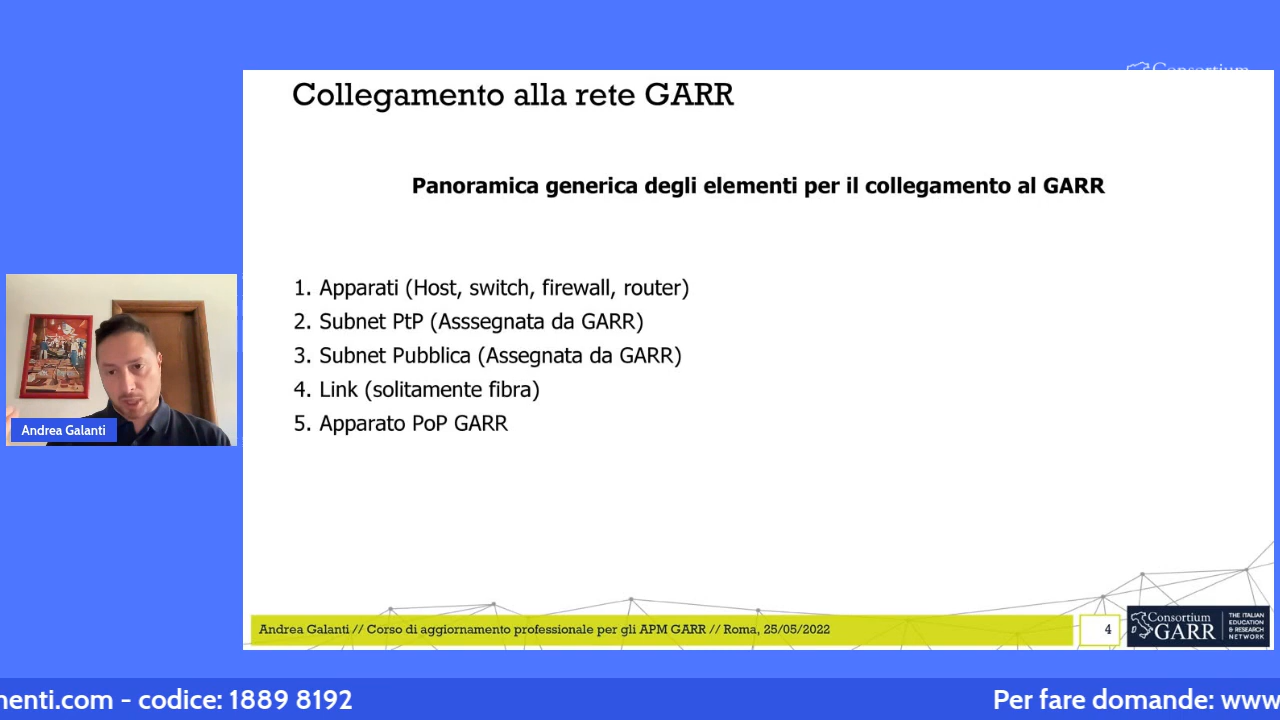 Consortium
Collegamento alla rete GARR
Panoramica generica degli elementi per il collegamento al GARR
1. Apparati (Host, switch, firewall, router)
2. Subnet PtP (Asssegnata da GARR)
3. Subnet Pubblica (Assegnata da GARR)
4. Link (solitamente fibra)
5. Apparato PoP GARR
Andrea Galanti
Andrea Galanti // Corso di aggiornamento professionale per gli APM GARR // Roma, 25/05/2022
4
Consortium
GARR
THE ITALIAN
EDUCATION
& RESEARCH
NETWORK
menti.com - codice: 1889 8192
Per fare domande: www